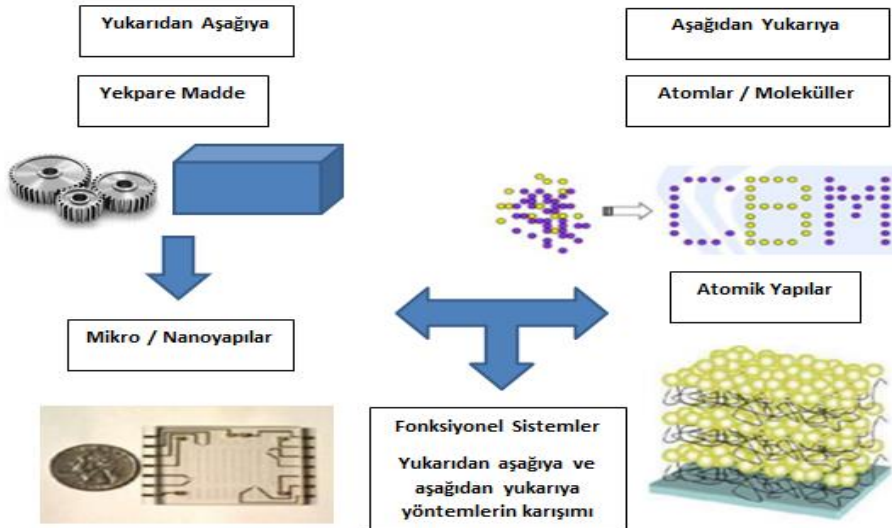 Yukarıdan Aşağıya
Yekpare Madde
Mikro / Nanoyapılar
Aşağıdan Yukarıya
Atomlar / Moleküller
CBM
Atomik Yapılar
Fonksiyonel Sistemler
Yukarıdan aşağıya ve
aşağıdan yukarıya
yöntemlerin karışımı